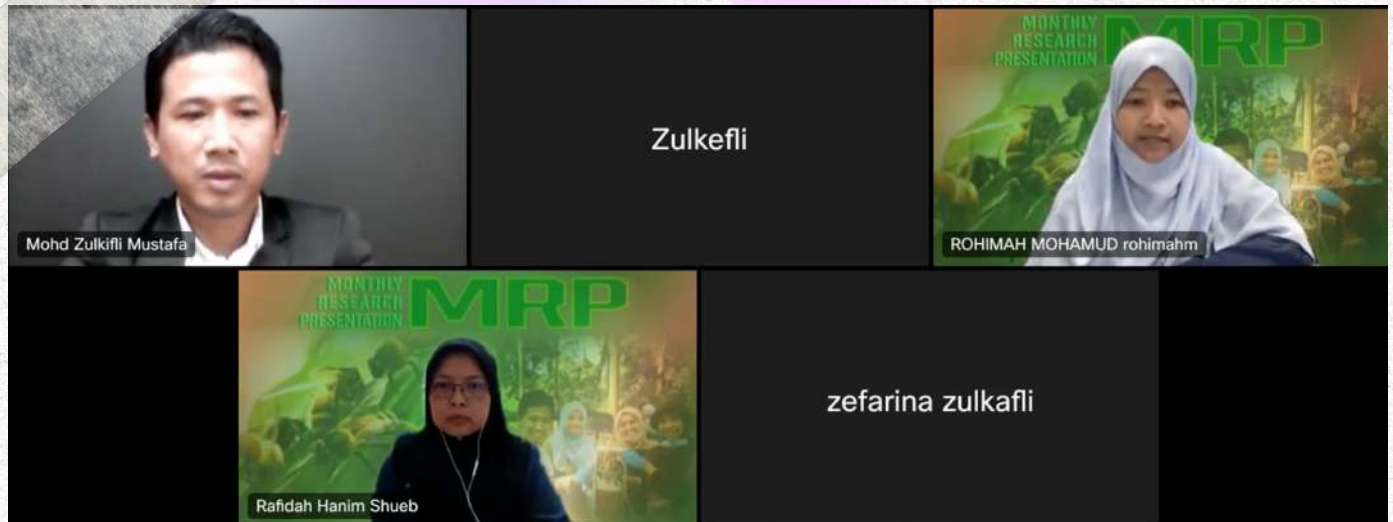 Mohd Zulkifli Mustafa
Zulkefli
MONTHLY
RESEARCH
PRESENTATION
MRP
ROHIMAH MOHAMUD rohimahm
MONTHLY
RESEARCH
PRESENTATION
MRP
Rafidah Hanim Shueb
zefarina zulkafli